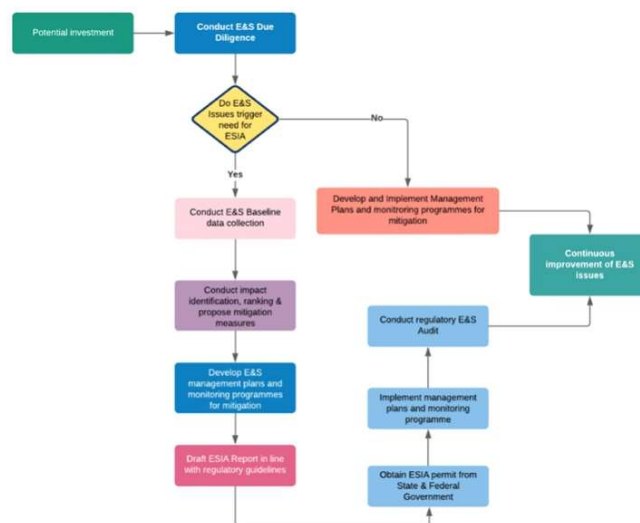 Potential investment
Conduct E&S Due
Diligence
Do E&S
Issues trigger
need for
ESIA
No
Yes
Conduct E&S Baseline
data collection
Develop and Implement Management
Plans and monitroring programmes for
mitigation
Continuous
improvement of E&S
issues
Conduct impact
identification, ranking &
propose mitigation
measures
Conduct regulatory E&S
Audit
Develop E&S
management plans and
monitoring programmes
for mitigation
Implement management
plans and monitoring
programme
Draft ESIA Report in line
with regulatory guidelines
Obtain ESIA permit from
State & Federal
Government